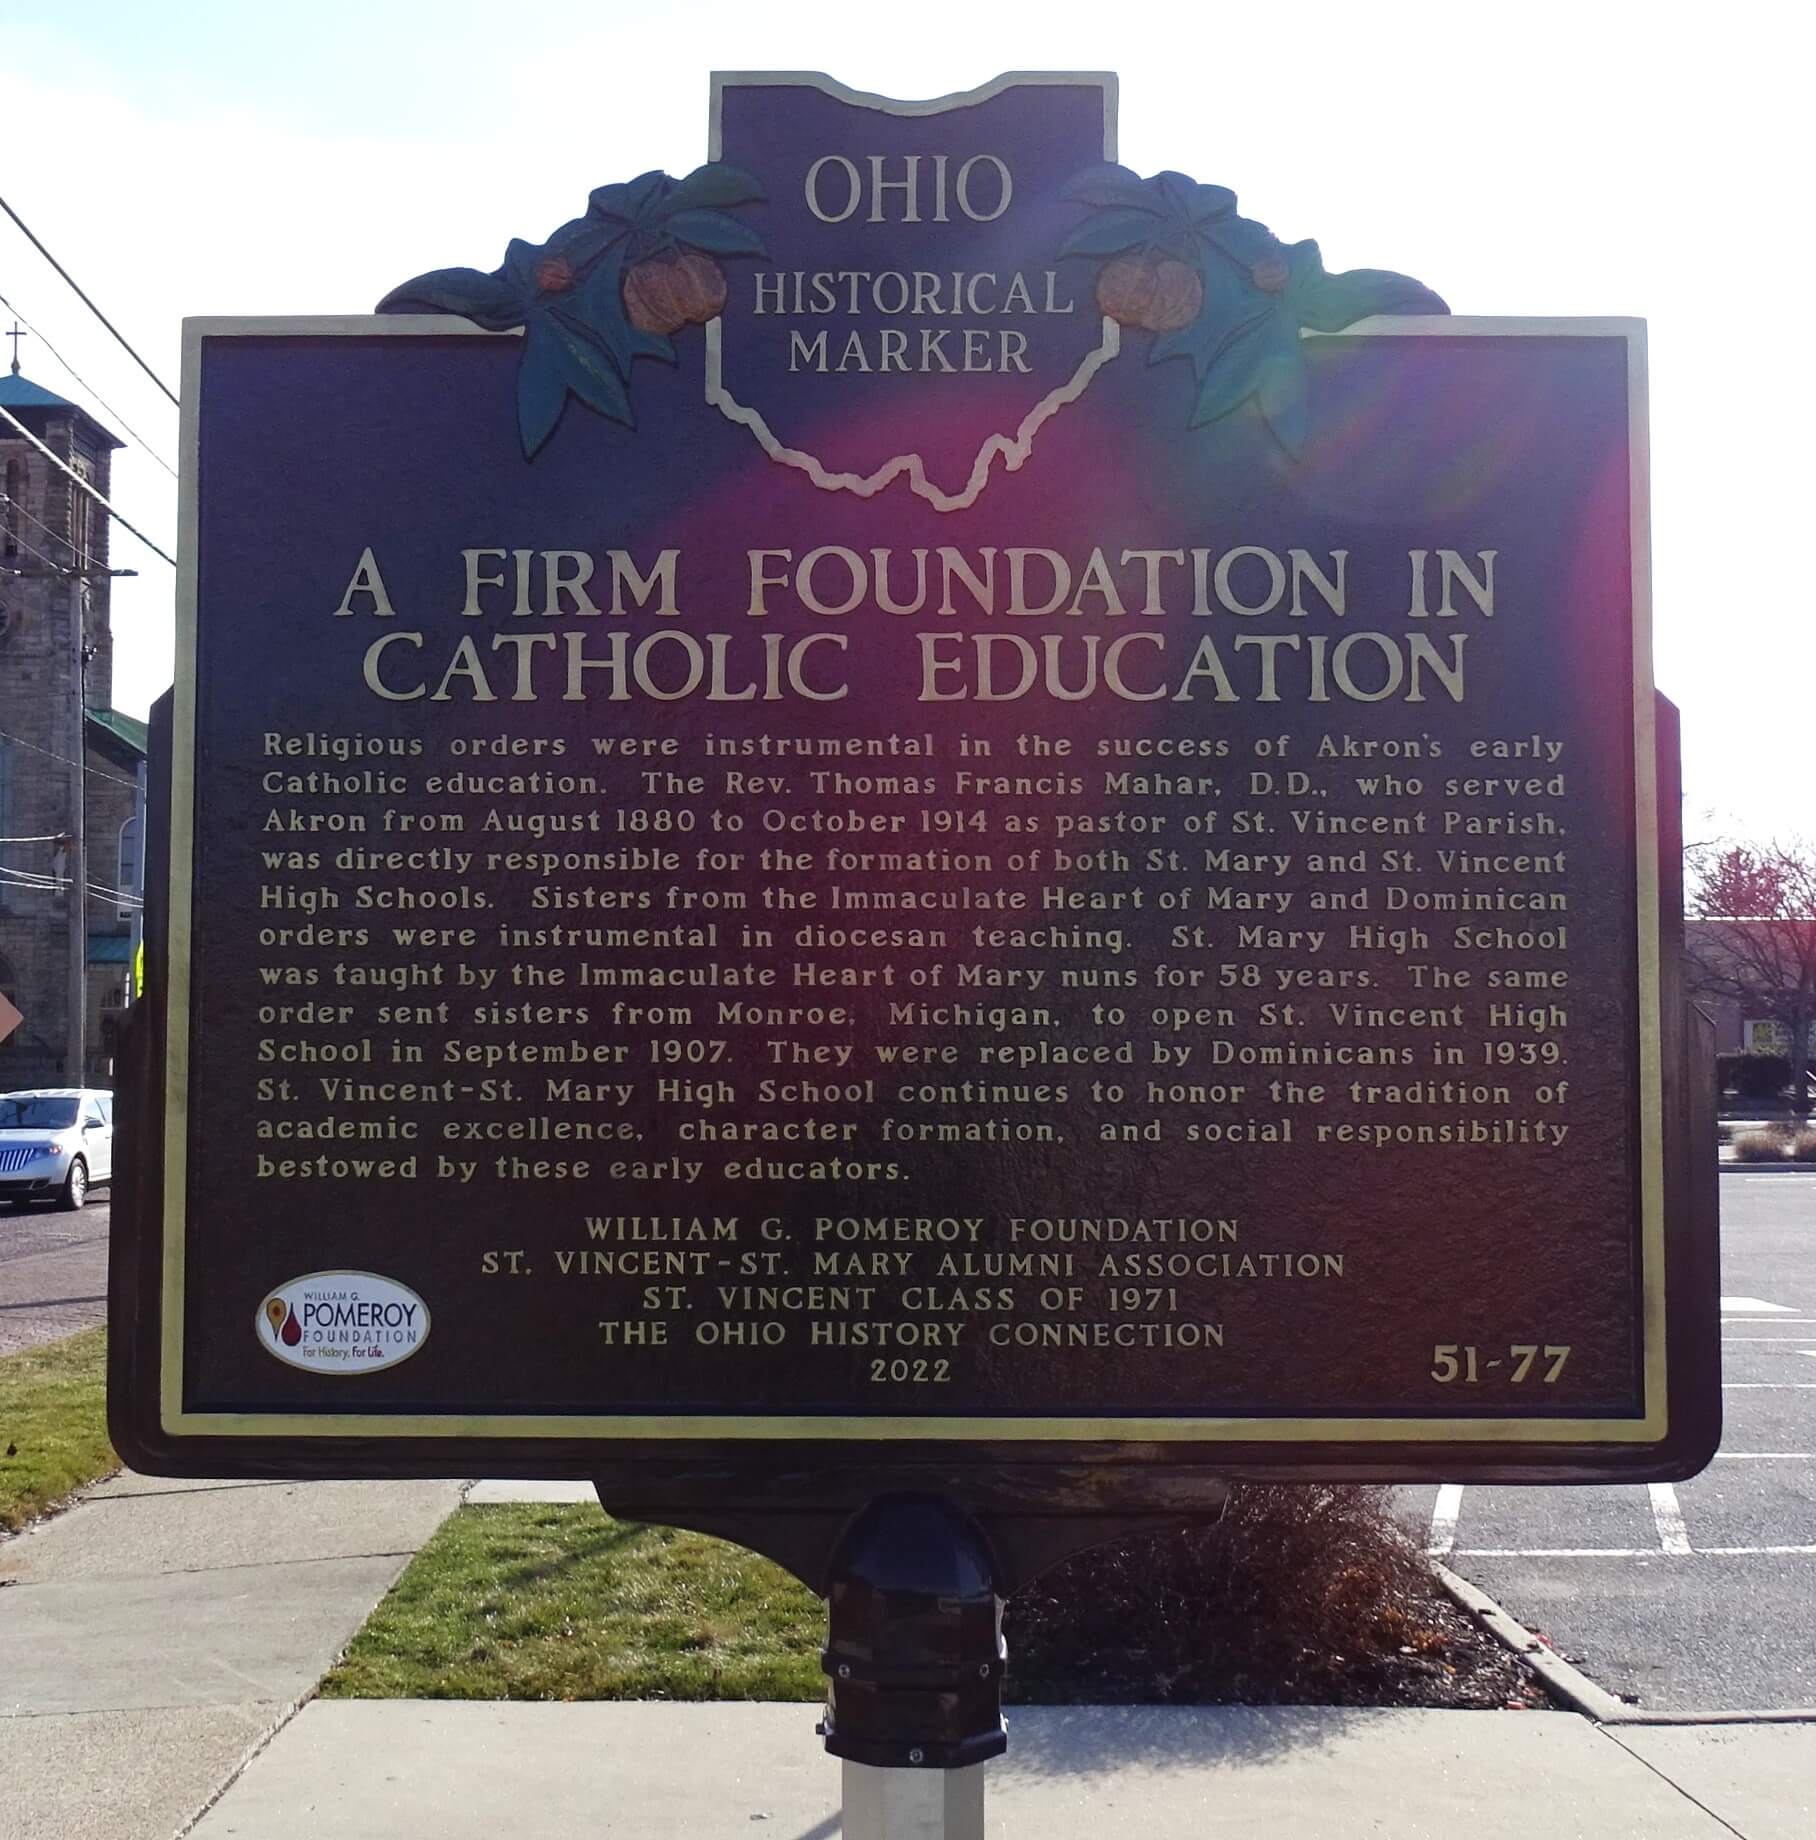 OHIO
HISTORICAL
MARKER
A FIRM FOUNDATION IN
CATHOLIC EDUCATION
Religious orders were instrumental in the success of Akron's early
Catholic education. The Rev. Thomas Francis Mahar, D.D., who served
Akron from August 1880 to October 1914 as pastor of St. Vincent Parish,
was directly responsible for the formation of both St. Mary and St. Vincent
High Schools. Sisters from the Immaculate Heart of Mary and Dominican
orders were instrumental in diocesan teaching. St. Mary High School
was taught by the Immaculate Heart of Mary nuns for 58 years. The same
order sent sisters from Monroe, Michigan, to open St. Vincent High
School in September 1907. They were replaced by Dominicans in 1939.
St. Vincent-St. Mary High School continues to honor the tradition of
academic excellence, character formation, and social responsibility
bestowed by these early educators.
WILLIAM G. POMEROY FOUNDATION
ST. VINCENT-ST. MARY ALUMNI ASSOCIATION
ST. VINCENT CLASS OF 1971
THE OHIO HISTORY CONNECTION
2022
WILLIAM G.
POMEROY
FOUNDATION
For History. For Life.
51-77